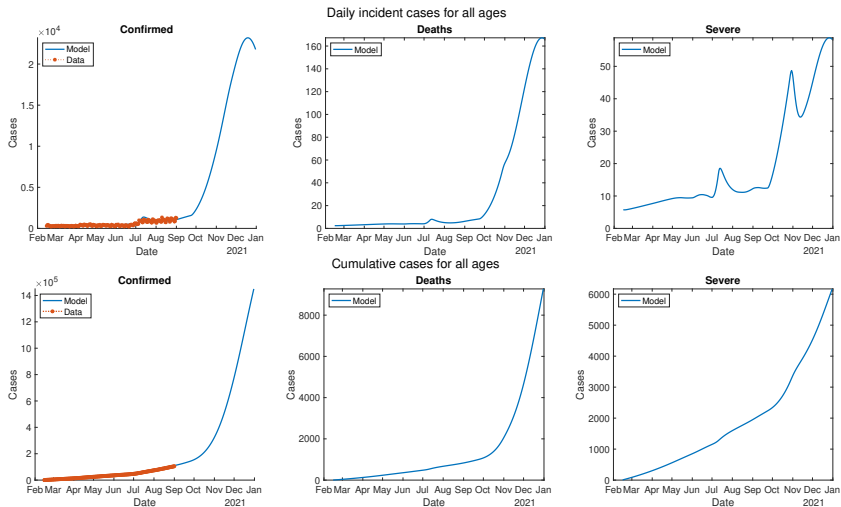 Daily incident cases for all ages
Confirmed
×10⁴
Model
Data
2
1.5
1
0.5
0
Cases
Feb Mar Apr May Jun Jul Aug Sep Oct Nov Dec Jan
Date
2021
Deaths
Model
160
140
120
100
80
60
40
20
0
Cases
Feb Mar Apr May Jun Jul Aug Sep Oct Nov Dec Jan
Date
2021
Severe
Model
50
40
30
20
10
0
Cases
Feb Mar Apr May Jun Jul Aug Sep Oct Nov Dec Jan
Date
2021
Cumulative cases for all ages
Confirmed
×10⁵
Model
Data
14
12
10
8
6
4
2
0
Cases
Feb Mar Apr May Jun Jul Aug Sep Oct Nov Dec Jan
Date
2021
Deaths
Model
8000
6000
4000
2000
0
Cases
Feb Mar Apr May Jun Jul Aug Sep Oct Nov Dec Jan
Date
2021
Severe
Model
6000
5000
4000
3000
2000
1000
0
Cases
Feb Mar Apr May Jun Jul Aug Sep Oct Nov Dec Jan
Date
2021